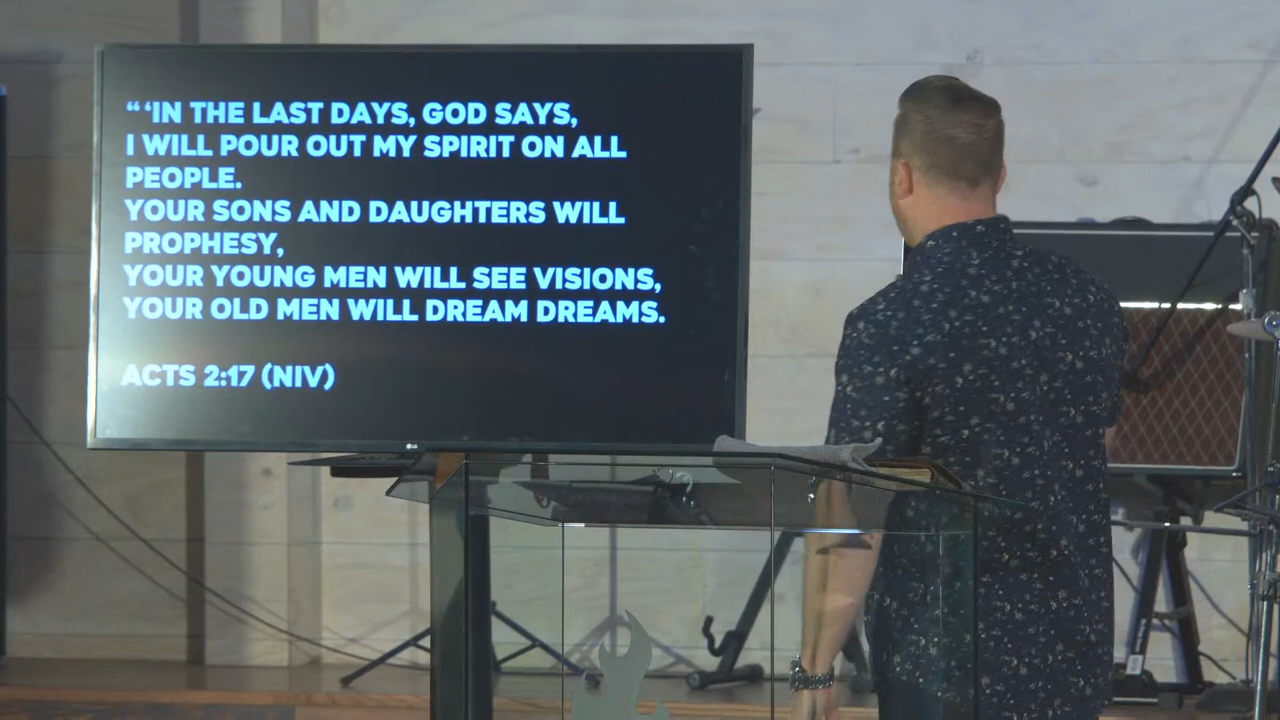 “ ‘IN THE LAST DAYS, GOD SAYS,
I WILL POUR OUT MY SPIRIT ON ALL
PEOPLE.
YOUR SONS AND DAUGHTERS WILL
PROPHESY,
YOUR YOUNG MEN WILL SEE VISIONS,
YOUR OLD MEN WILL DREAM DREAMS.
ACTS 2:17 (NIV)
LG